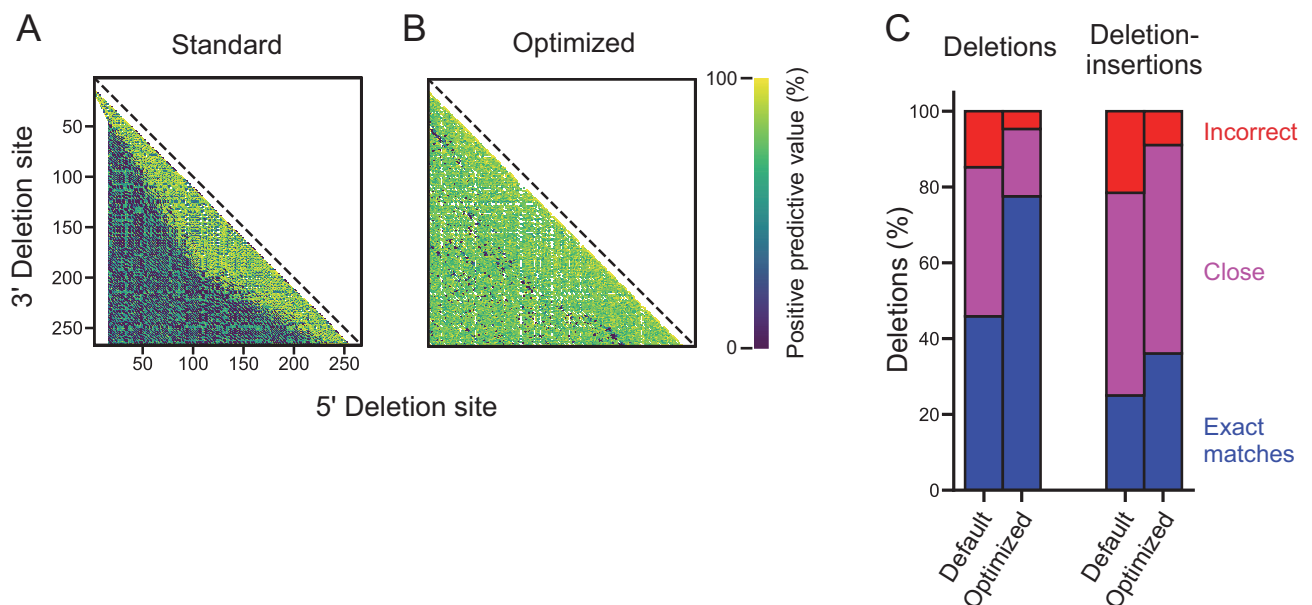 A
Standard
B
Optimized
50
100
150
200
250
3' Deletion site
50
100
150
200
250
5' Deletion site
100
0
Positive predictive value (%)
C
Deletions
Deletion-
insertions
100
80
60
40
20
0
Deletions (%)
Incorrect
Close
Exact
matches
Default
Optimized
Default
Optimized